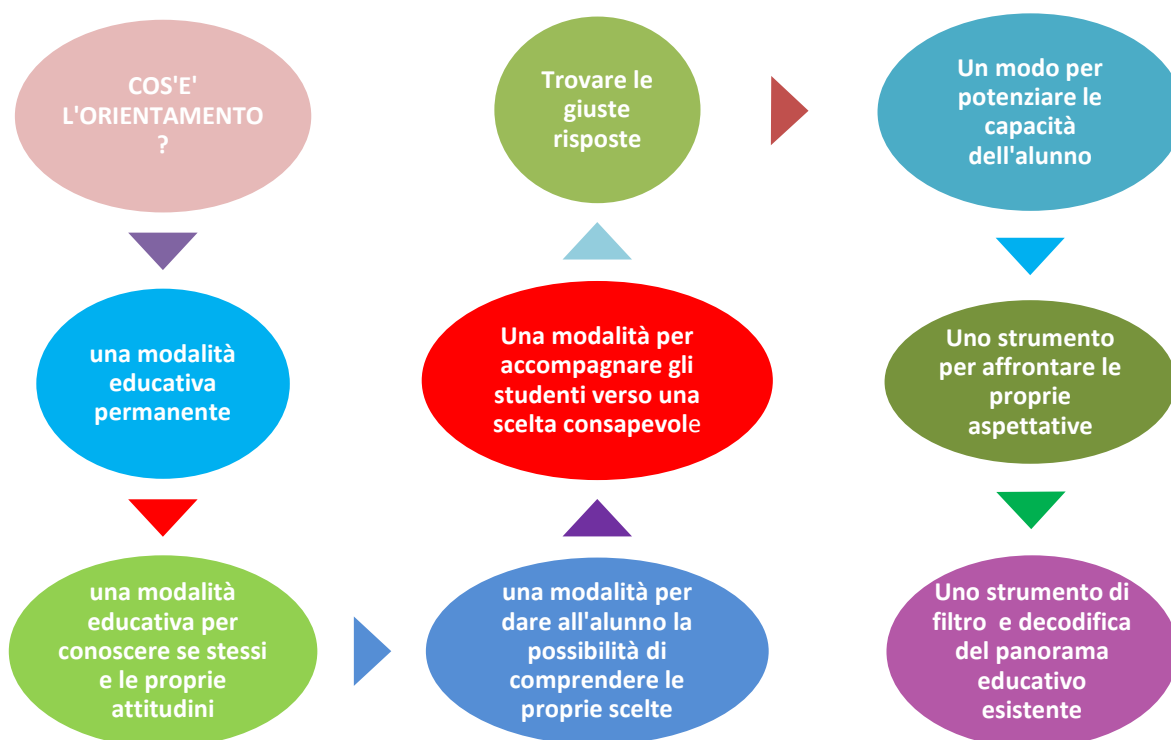 COS'E'
L'ORIENTAMENTO
?
una modalità
educativa
permanente
una modalità
educativa per
conoscere se stessi
e le proprie
attitudini
una modalità per
dare all'alunno la
possibilità di
comprendere le
proprie scelte
Una modalità per
accompagnare gli
studenti verso una
scelta consapevole
Trovare le
giuste
risposte
Un modo per
potenziare le
capacità
dell'alunno
Uno strumento
per affrontare le
proprie
aspettative
Uno strumento di
filtro e decodifica
del panorama
educativo
esistente